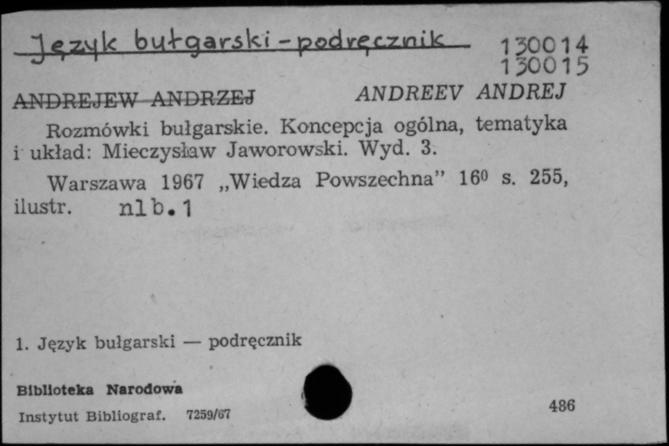 Język bułgarski - podręcznik
130014
130015
ANDREJEW ANDRZEJ ANDREEV ANDREJ
Rozmówki bułgarskie. Koncepcja ogólna, tematyka
i układ: Mieczysław Jaworowski. Wyd. 3.
Warszawa 1967 „Wiedza Powszechna” 16⁰ s. 255,
ilustr. nlb.1
1. Język bułgarski — podręcznik
Biblioteka Narodowa
Instytut Bibliograf. 7259/67
486